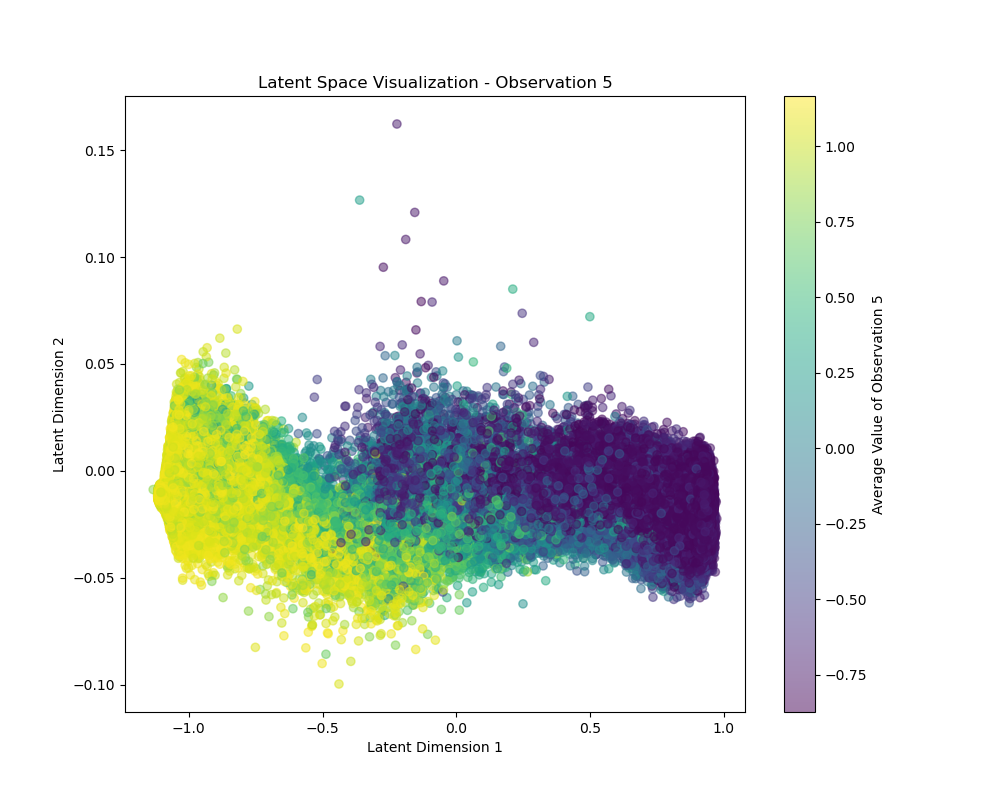 Latent Space Visualization - Observation 5
0.15
0.10
0.05
0.00
−0.05
−0.10
Latent Dimension 2
−1.0 −0.5 0.0 0.5 1.0
Latent Dimension 1
1.00
0.75
0.50
0.25
0.00
−0.25
−0.50
−0.75
Average Value of Observation 5